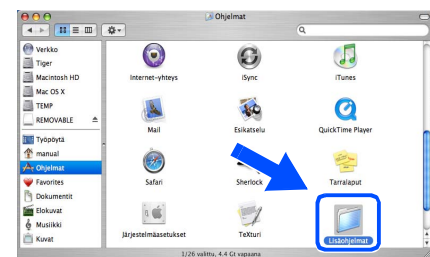 Ohjelmat
Verkko
Tiger
Macintosh HD
Mac OS X
TEMP
REMOVABLE
Työpöytä
manual
Ohjelmat
Favorites
Dokumentit
Elokuvat
Musiikki
Kuvat
Internet-yhteys
iSync
iTunes
Mail
Esikatselu
QuickTime Player
Safari
Sherlock
Tarralaput
Järjestelmäasetukset
TeXturi
Lisäohjelmat
1/26 valittu, 4.4 Gt vapaana